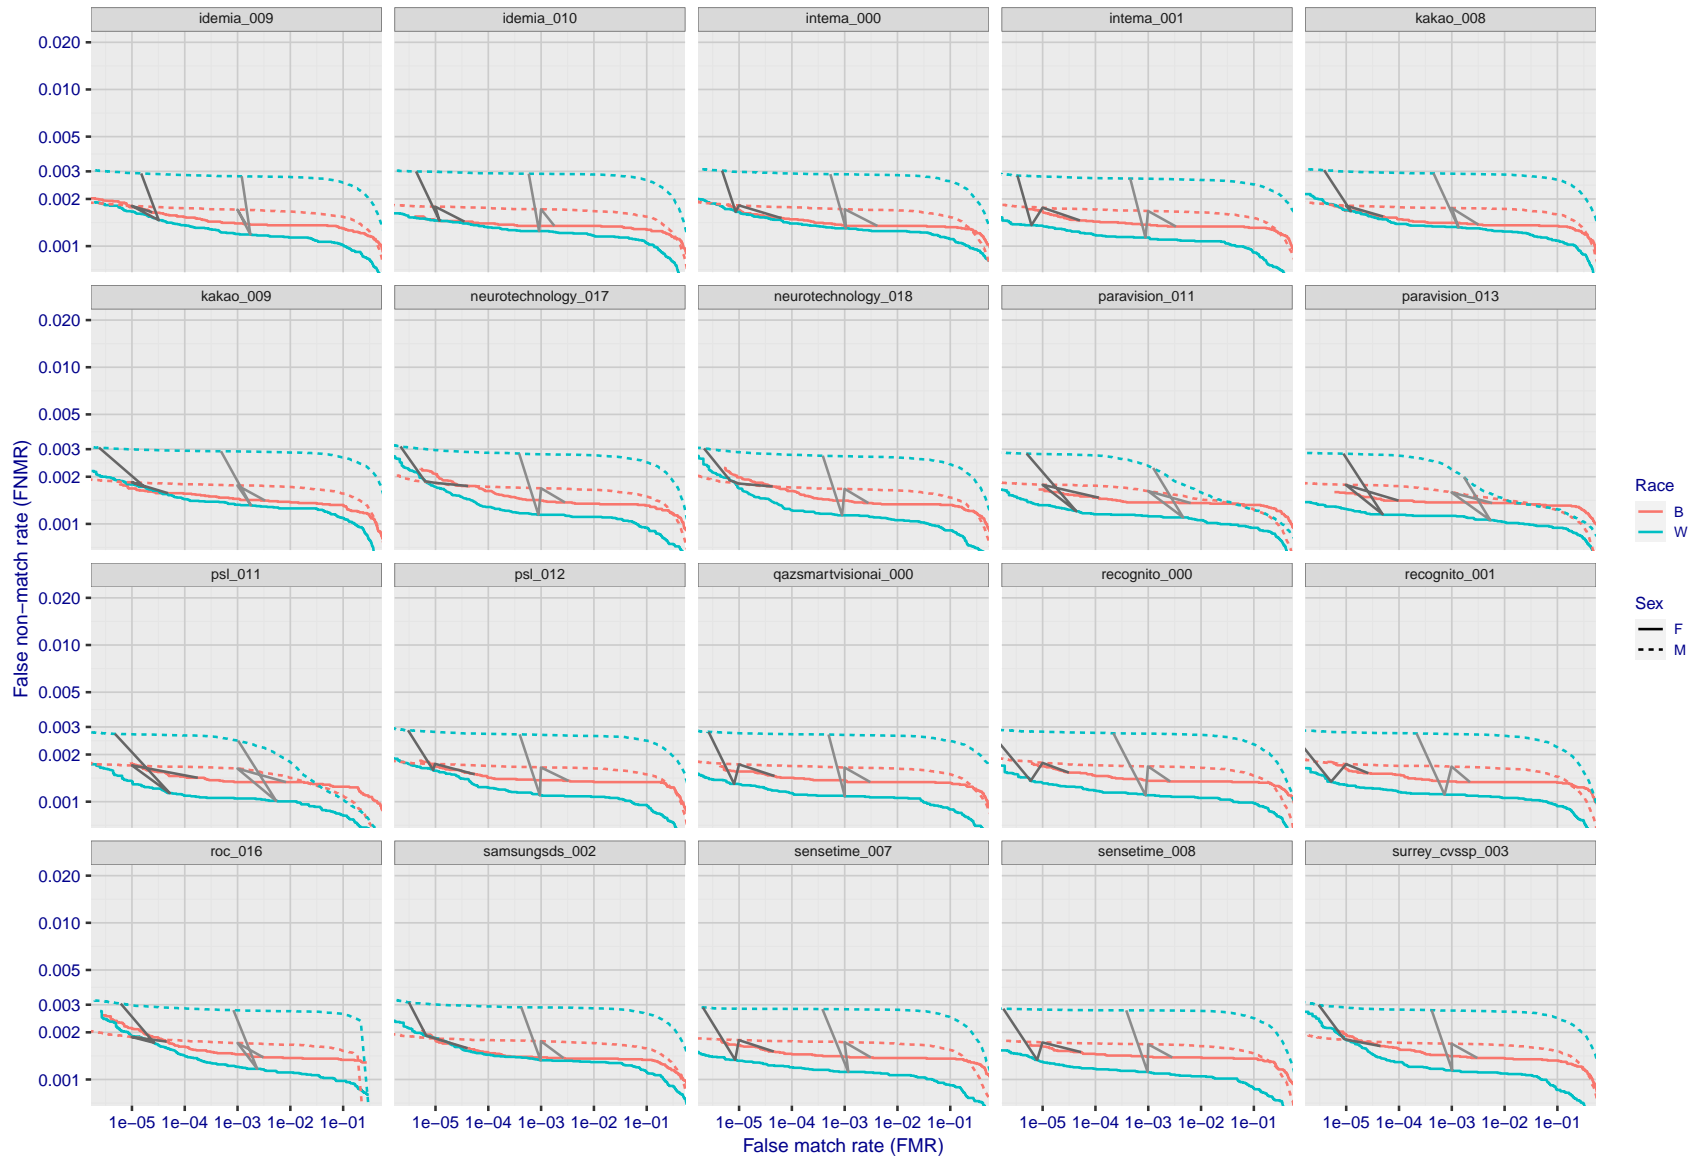 idemia_009 idemia_010 intema_000 intema_001 kakao_008
0.020
0.010
0.005
0.003
0.002
0.001
kakao_009 neurotechnology_017 neurotechnology_018 paravision_011 paravision_013
0.020
0.010
0.005
0.003
0.002
0.001
psl_011 psl_012 qazsmartvisionai_000 recognito_000 recognito_001
0.020
0.010
0.005
0.003
0.002
0.001
roc_016 samsungsds_002 sensetime_007 sensetime_008 surrey_cvssp_003
0.020
0.010
0.005
0.003
0.002
0.001
1e−05 1e−04 1e−03 1e−02 1e−01 1e−05 1e−04 1e−03 1e−02 1e−01 1e−05 1e−04 1e−03 1e−02 1e−01 1e−05 1e−04 1e−03 1e−02 1e−01 1e−05 1e−04 1e−03 1e−02 1e−01
False match rate (FMR)
False non−match rate (FNMR)
Race
B
W
Sex
F
M